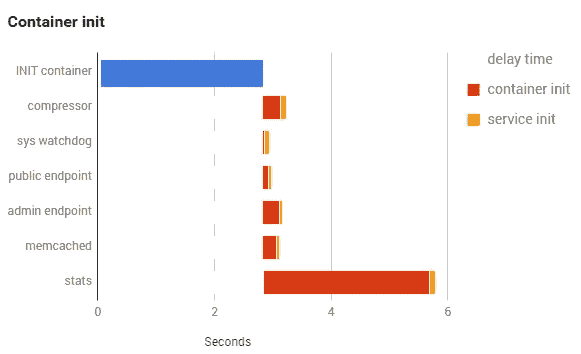 Container init
INIT container
compressor
sys watchdog
public endpoint
admin endpoint
memcached
stats
0 2 4 6
Seconds
delay time
container init
service init